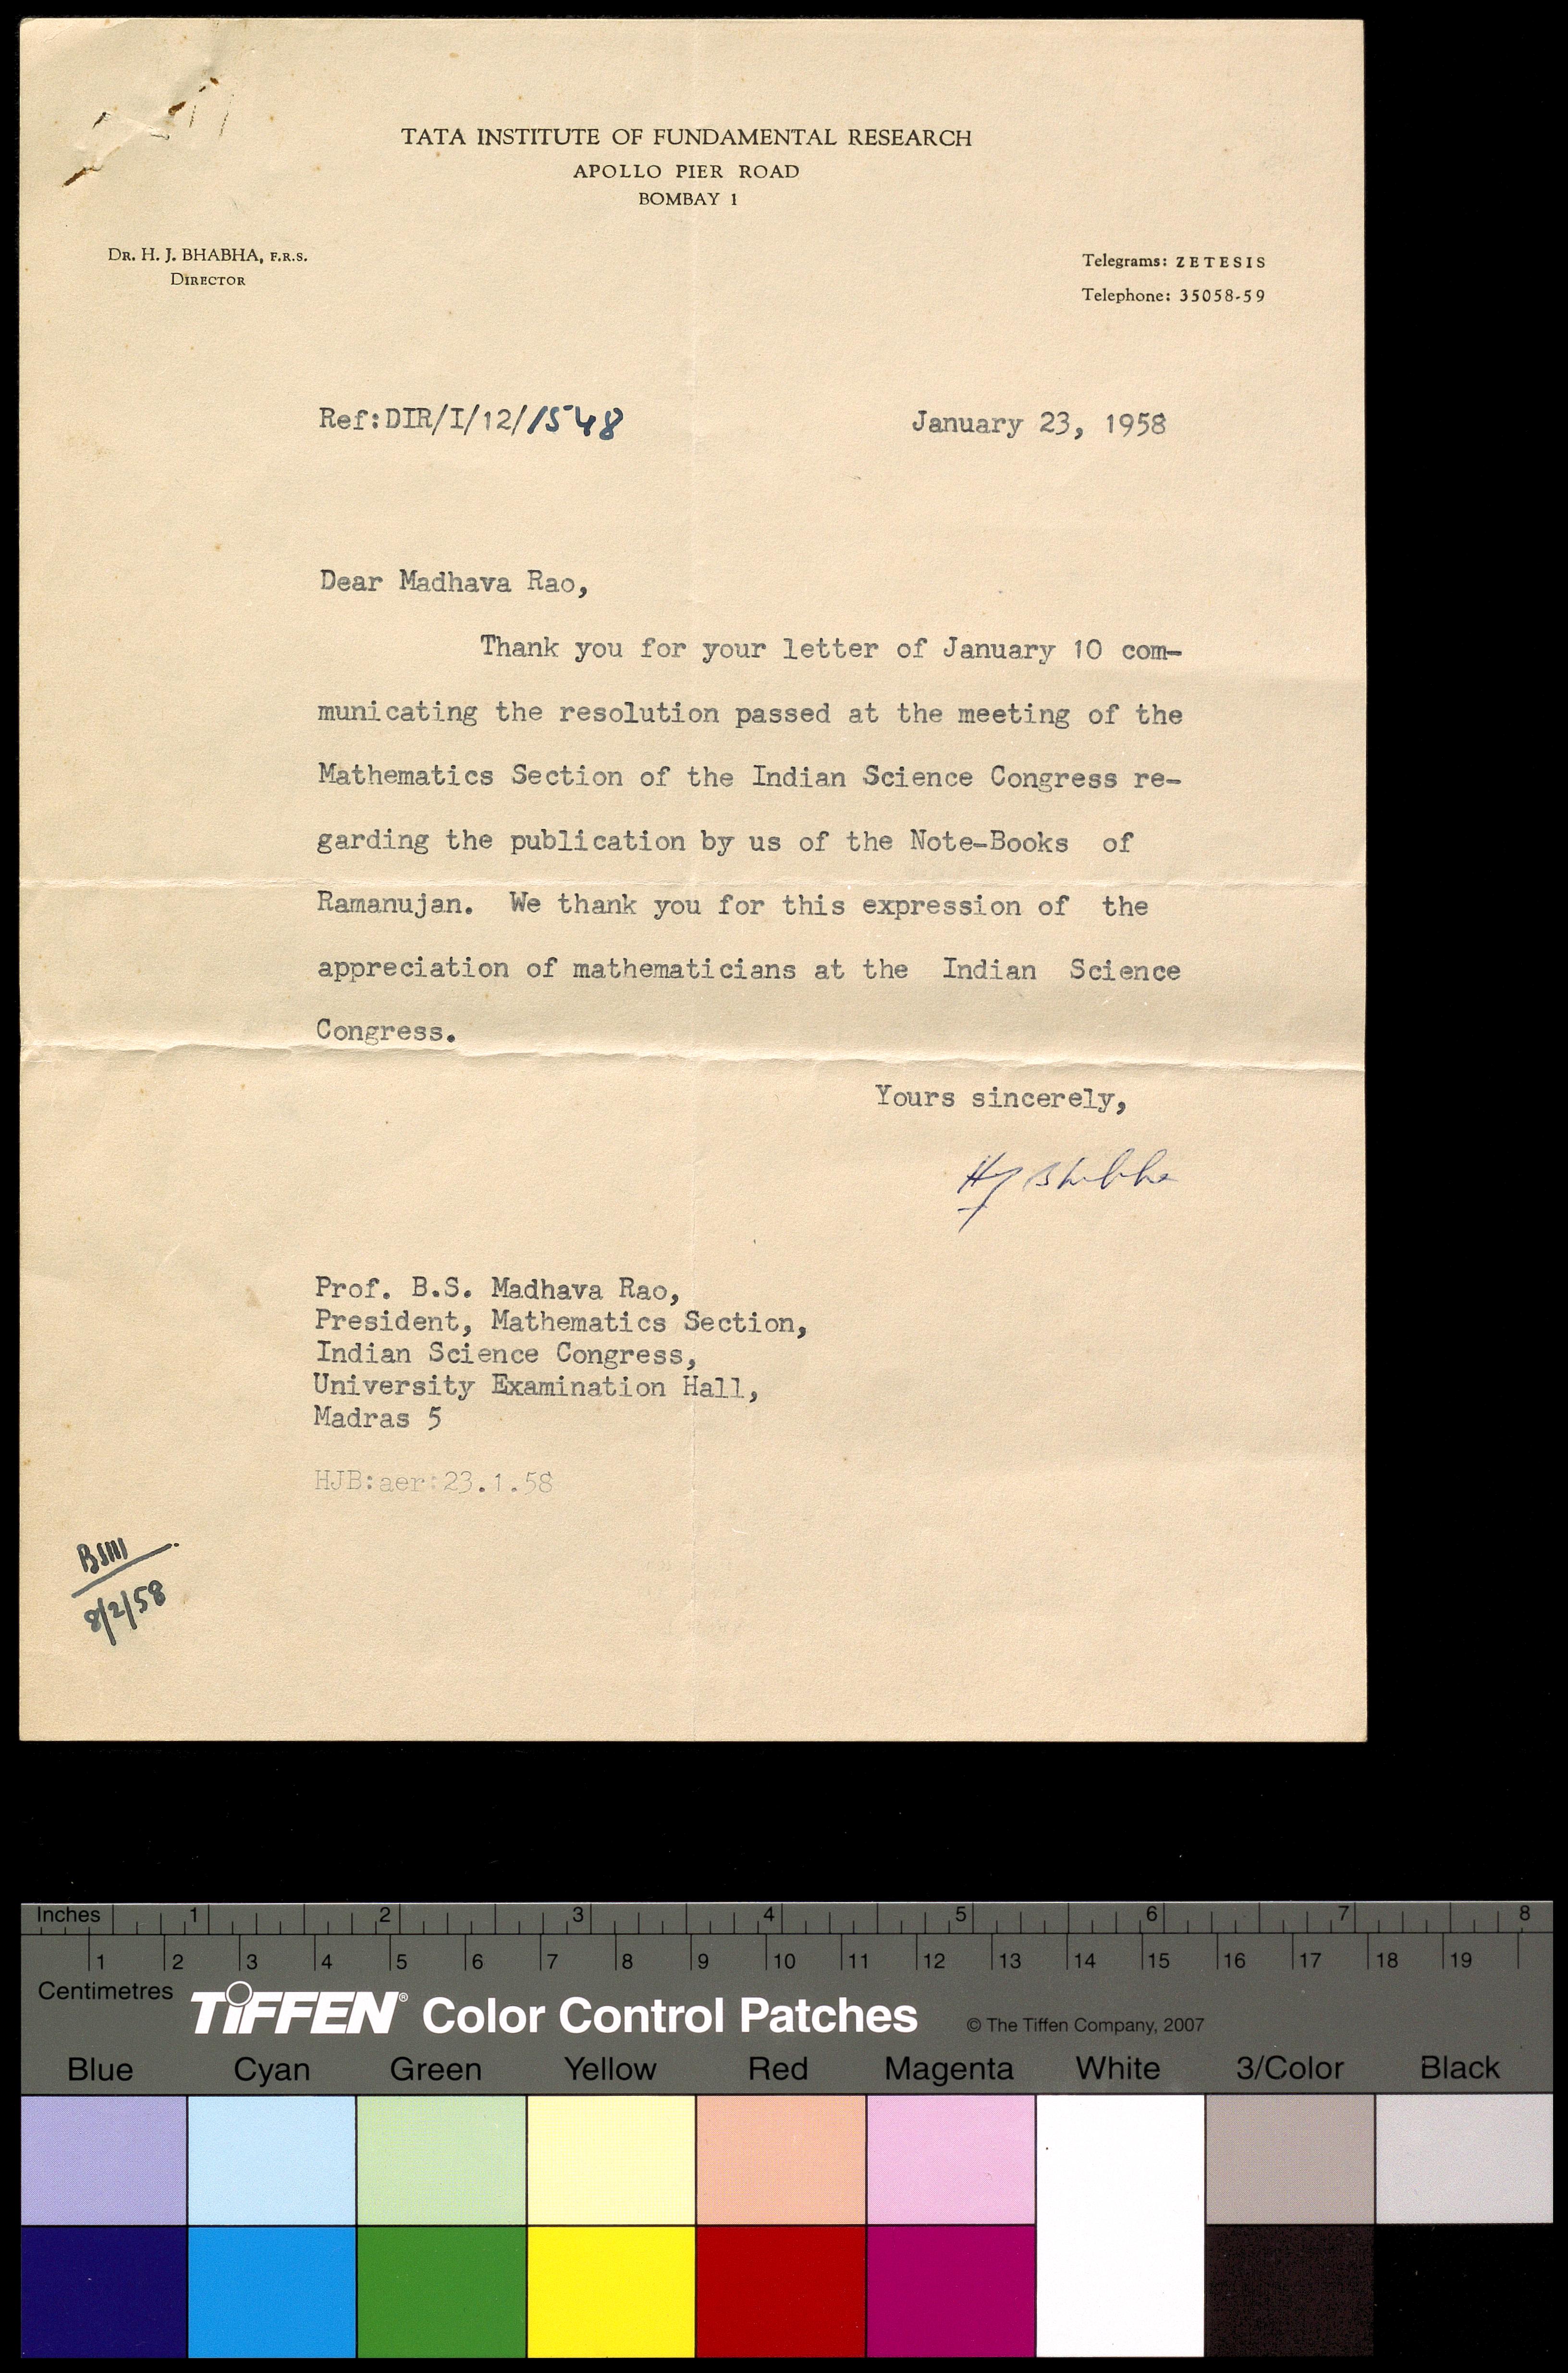 TATA INSTITUTE OF FUNDAMENTAL RESEARCH
APOLLO PIER ROAD
BOMBAY 1
DR. H. J. BHABHA, F.R.S.
DIRECTOR
Telegrams: ZETESIS
Telephone: 35058-59
Ref:DIR/I/12/1548
January 23, 1958
Dear Madhava Rao,
Thank you for your letter of January 10 com-
municating the resolution passed at the meeting of the
Mathematics Section of the Indian Science Congress re-
garding the publication by us of the Note-Books of
Ramanujan. We thank you for this expression of the
appreciation of mathematicians at the Indian Science
Congress.
Yours sincerely,
HJ Bhabha
Prof. B.S. Madhava Rao,
President, Mathematics Section,
Indian Science Congress,
University Examination Hall,
Madras 5
HJB:aer:23.1.58
8/2/58
Inches 1 2 3 4 5 6 7 8
1 2 3 4 5 6 7 8 9 10 11 12 13 14 15 16 17 18 19
Centimetres
TIFFEN® Color Control Patches © The Tiffen Company, 2007
Blue Cyan Green Yellow Red Magenta White 3/Color Black